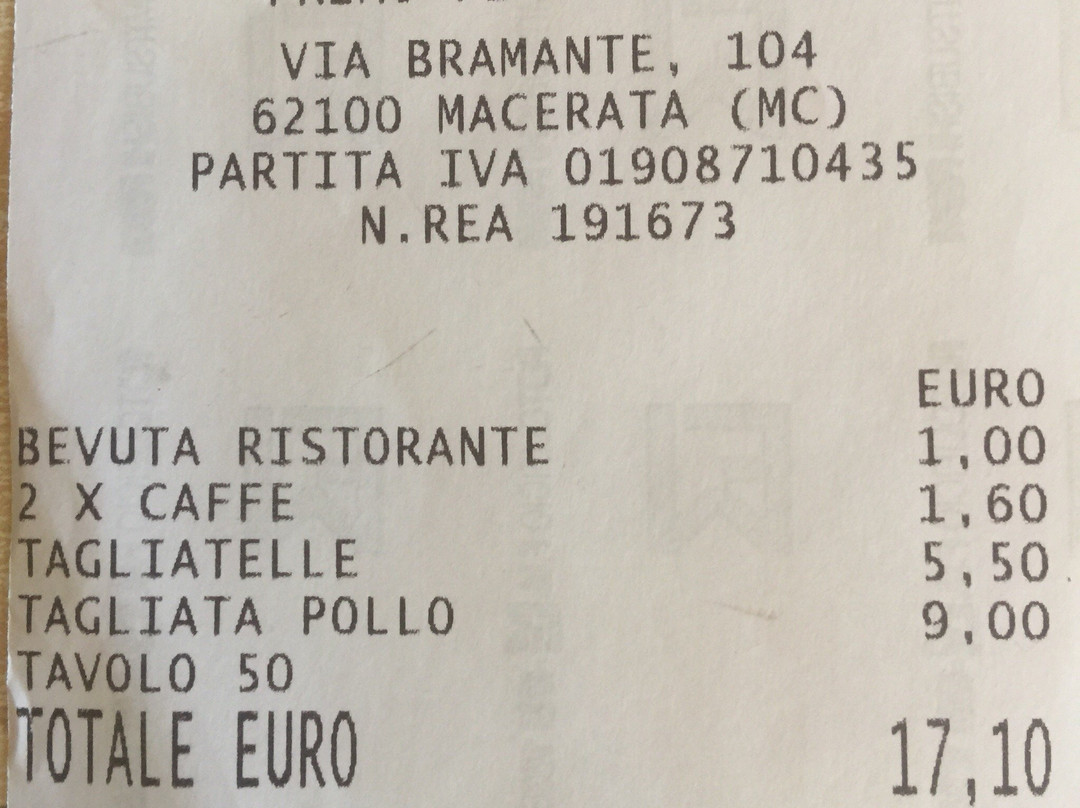 VIA BRAMANTE, 104
62100 MACERATA (MC)
PARTITA IVA 01908710435
N.REA 191673
EURO
BEVUTA RISTORANTE 1,00
2 X CAFFE 1,60
TAGLIATELLE 5,50
TAGLIATA POLLO 9,00
TAVOLO 50
TOTALE EURO 17,10